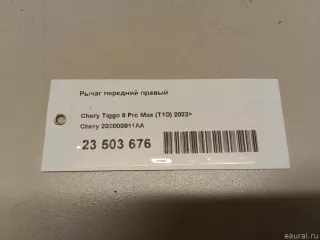 Рычаг передний правый
Chery Tiggo 8 Pro Max (T1D) 2022>
Chery 202000911AA
23 503 676
eaural.ru